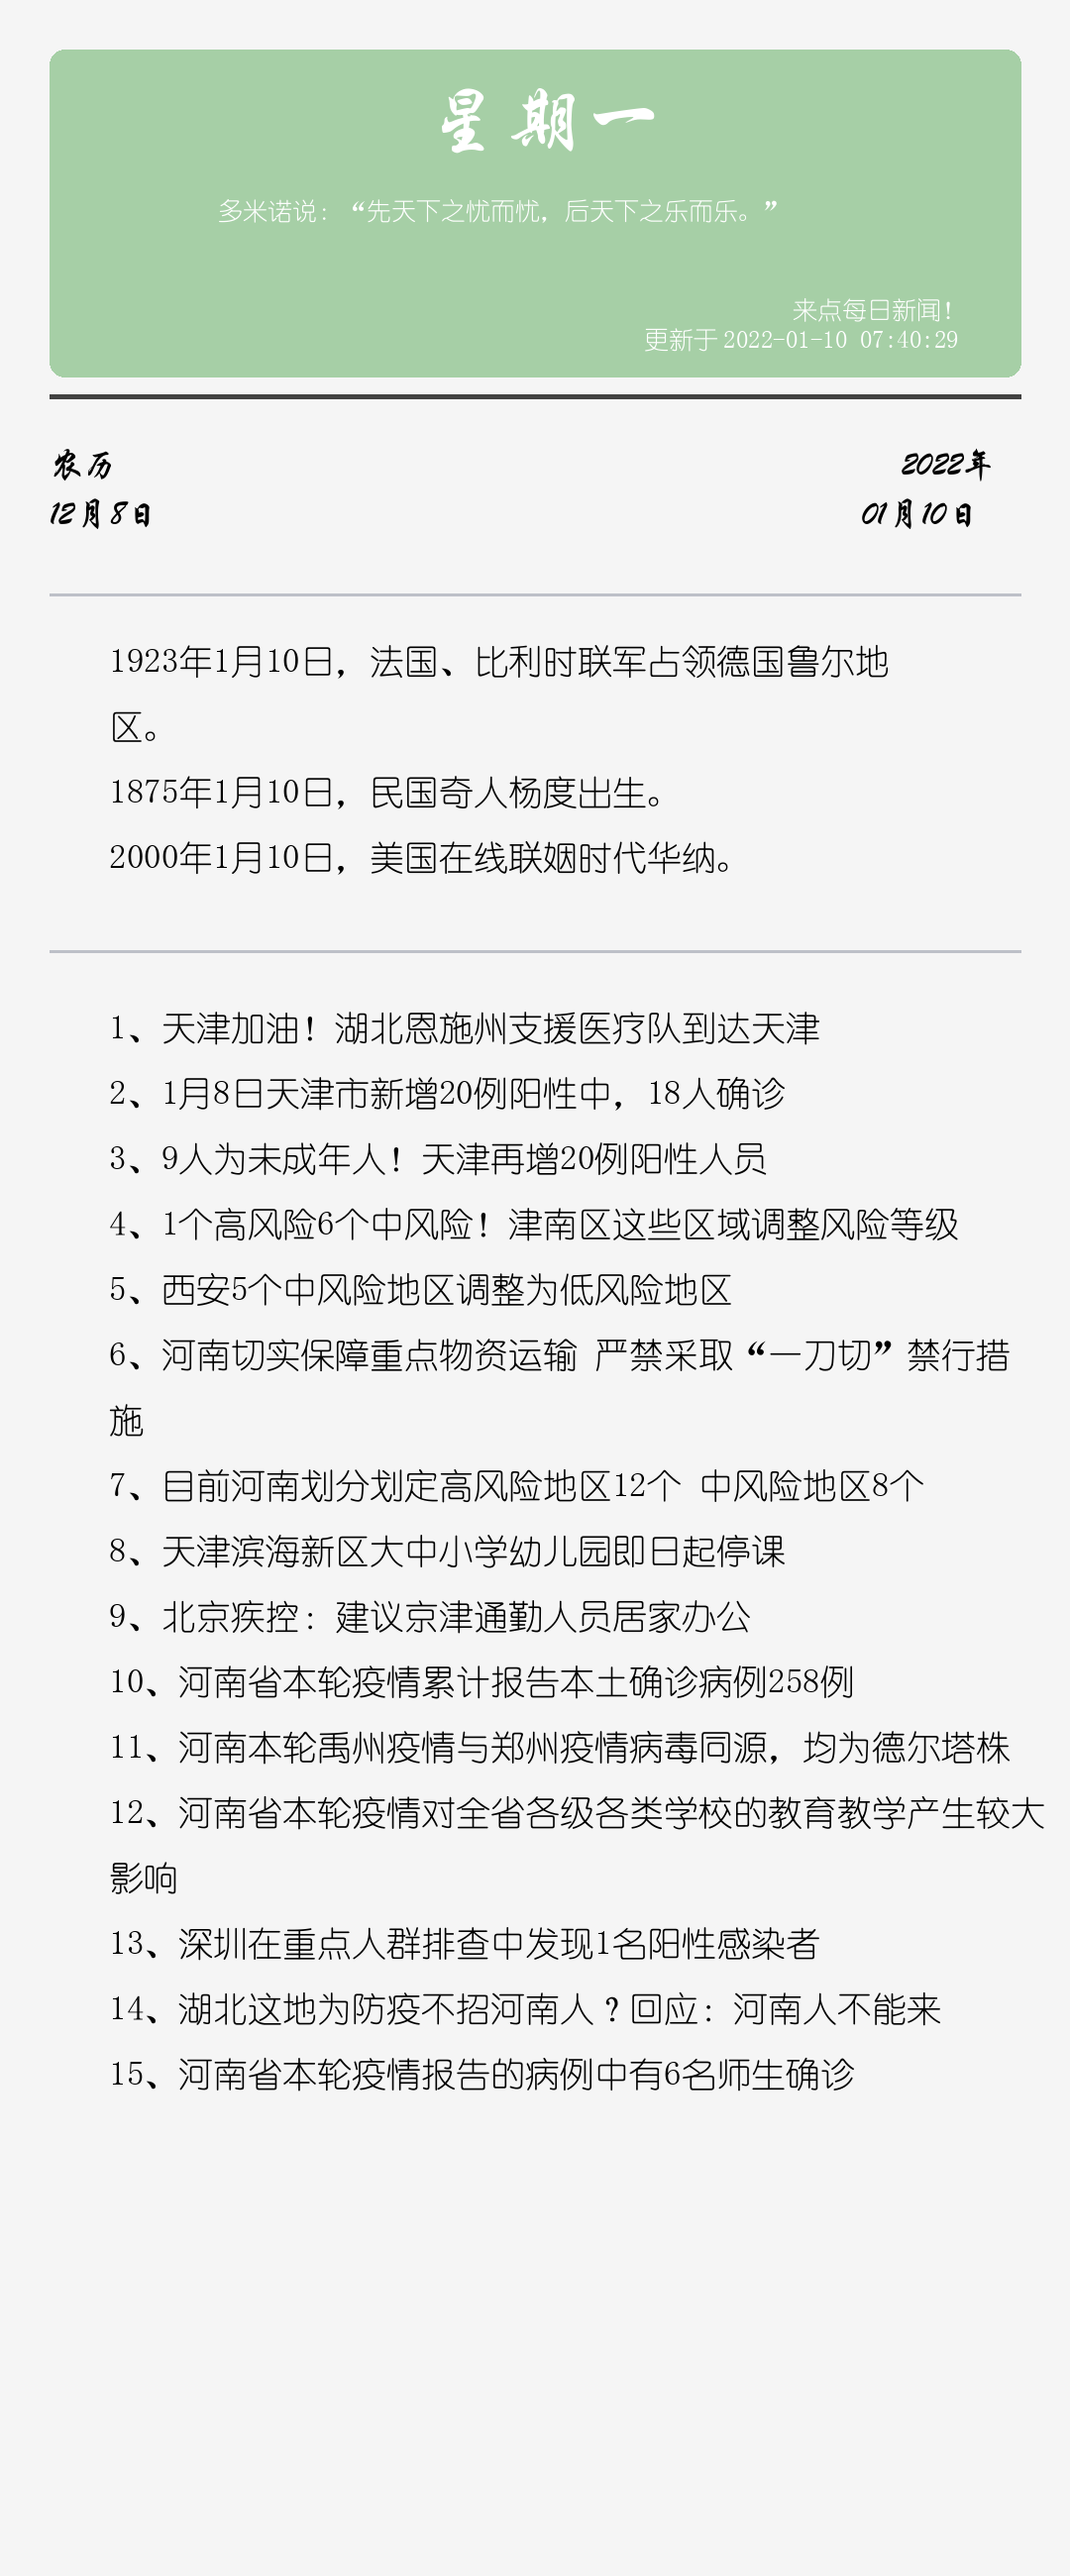 星期一
多米诺说：“先天下之忧而忧，后天下之乐而乐。”
来点每日新闻！
更新于 2022-01-10 07:40:29
农历
2022年
12月8日
01月10日
1923年1月10日，法国、比利时联军占领德国鲁尔地
区。
1875年1月10日，民国奇人杨度出生。
2000年1月10日，美国在线联姻时代华纳。
1、天津加油！湖北恩施州支援医疗队到达天津
2、1月8日天津市新增20例阳性中，18人确诊
3、9人为未成年人！天津再增20例阳性人员
4、1个高风险6个中风险！津南区这些区域调整风险等级
5、西安5个中风险地区调整为低风险地区
6、河南切实保障重点物资运输 严禁采取“一刀切”禁行措
施
7、目前河南划分划定高风险地区12个 中风险地区8个
8、天津滨海新区大中小学幼儿园即日起停课
9、北京疾控：建议京津通勤人员居家办公
10、河南省本轮疫情累计报告本土确诊病例258例
11、河南本轮禹州疫情与郑州疫情病毒同源，均为德尔塔株
12、河南省本轮疫情对全省各级各类学校的教育教学产生较大
影响
13、深圳在重点人群排查中发现1名阳性感染者
14、湖北这地为防疫不招河南人？回应：河南人不能来
15、河南省本轮疫情报告的病例中有6名师生确诊